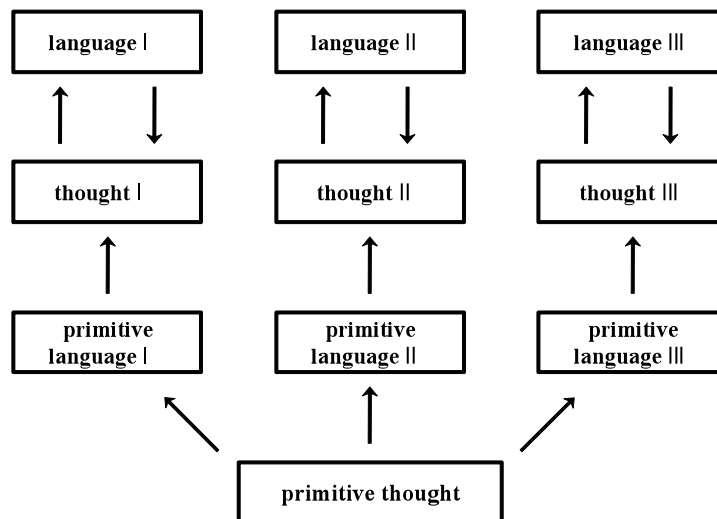 language I
language II
language III
thought I
thought II
thought III
primitive
language I
primitive
language II
primitive
language III
primitive thought